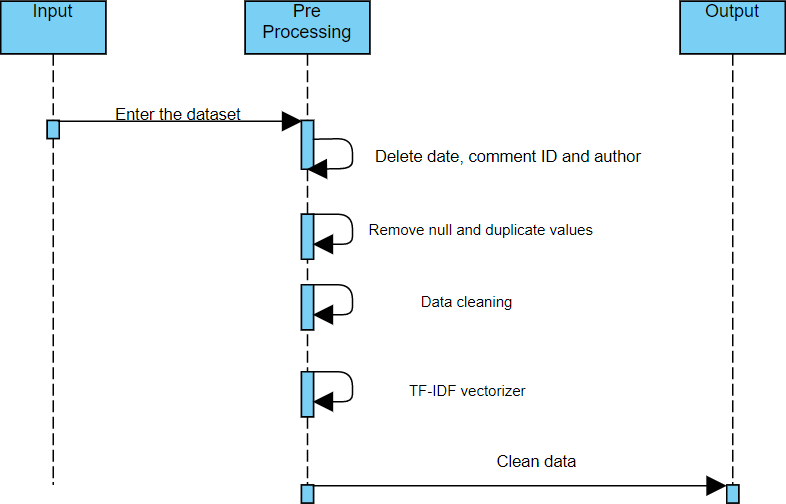 Input
Pre
Processing
Output
Enter the dataset
Delete date, comment ID and author
Remove null and duplicate values
Data cleaning
TF-IDF vectorizer
Clean data